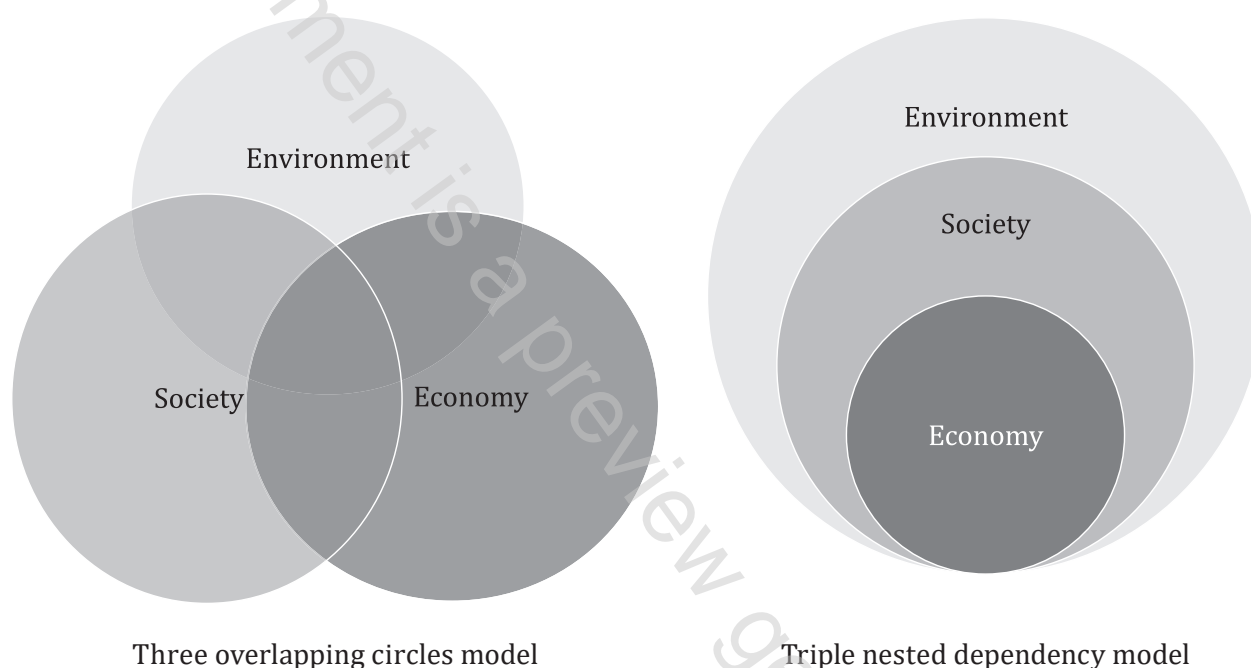 Environment
Society
Economy
Three overlapping circles model
Environment
Society
Economy
Triple nested dependency model
ment is a preview